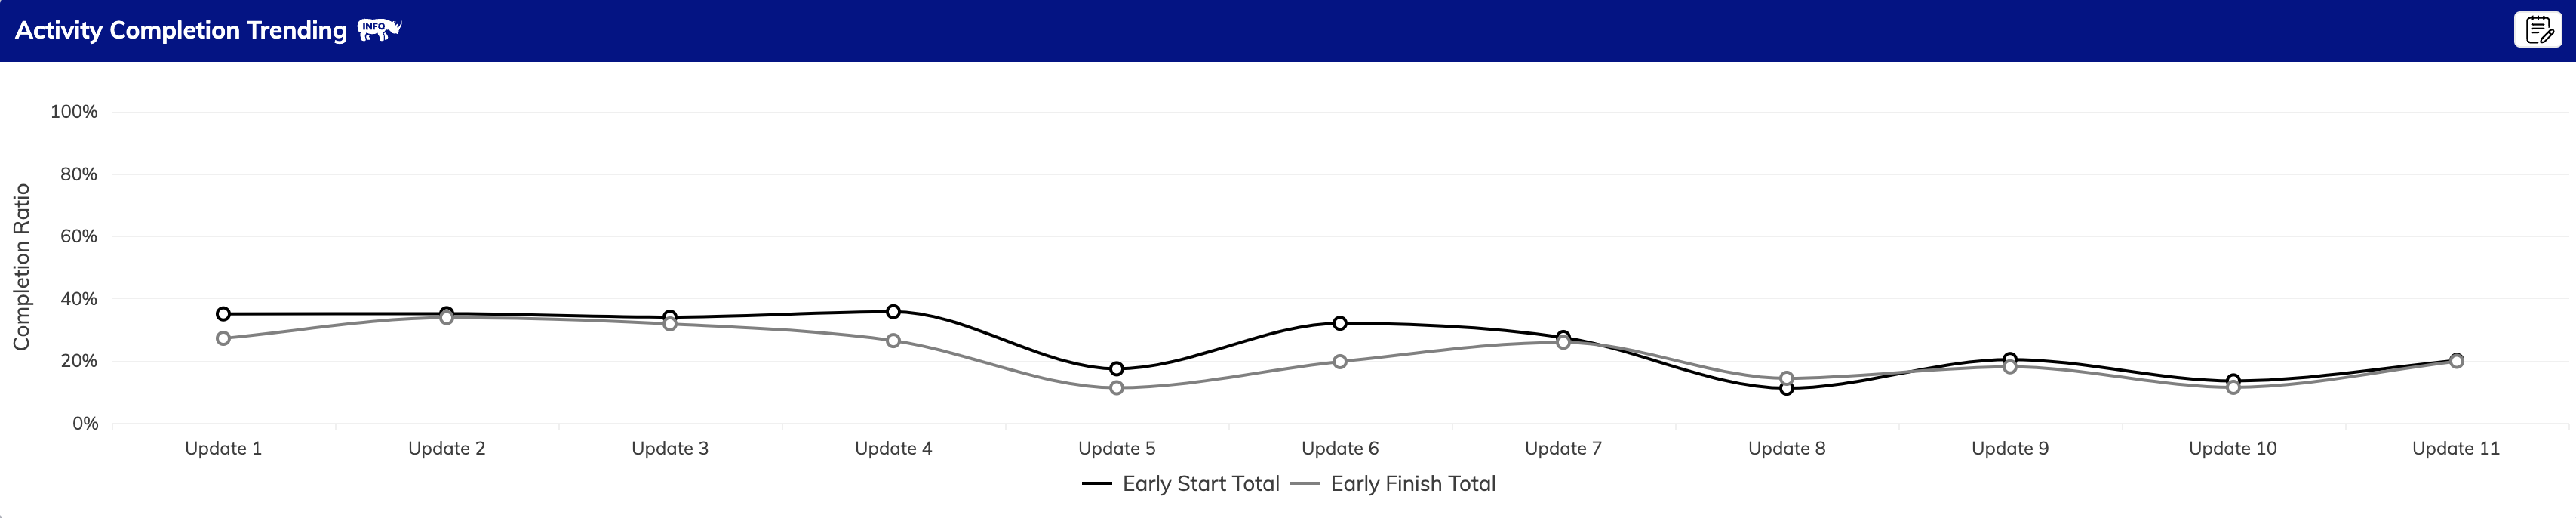 Activity Completion Trending INFO
Completion Ratio
100%
80%
60%
40%
20%
0%
Update 1 Update 2 Update 3 Update 4 Update 5 Update 6 Update 7 Update 8 Update 9 Update 10 Update 11
Early Start Total Early Finish Total